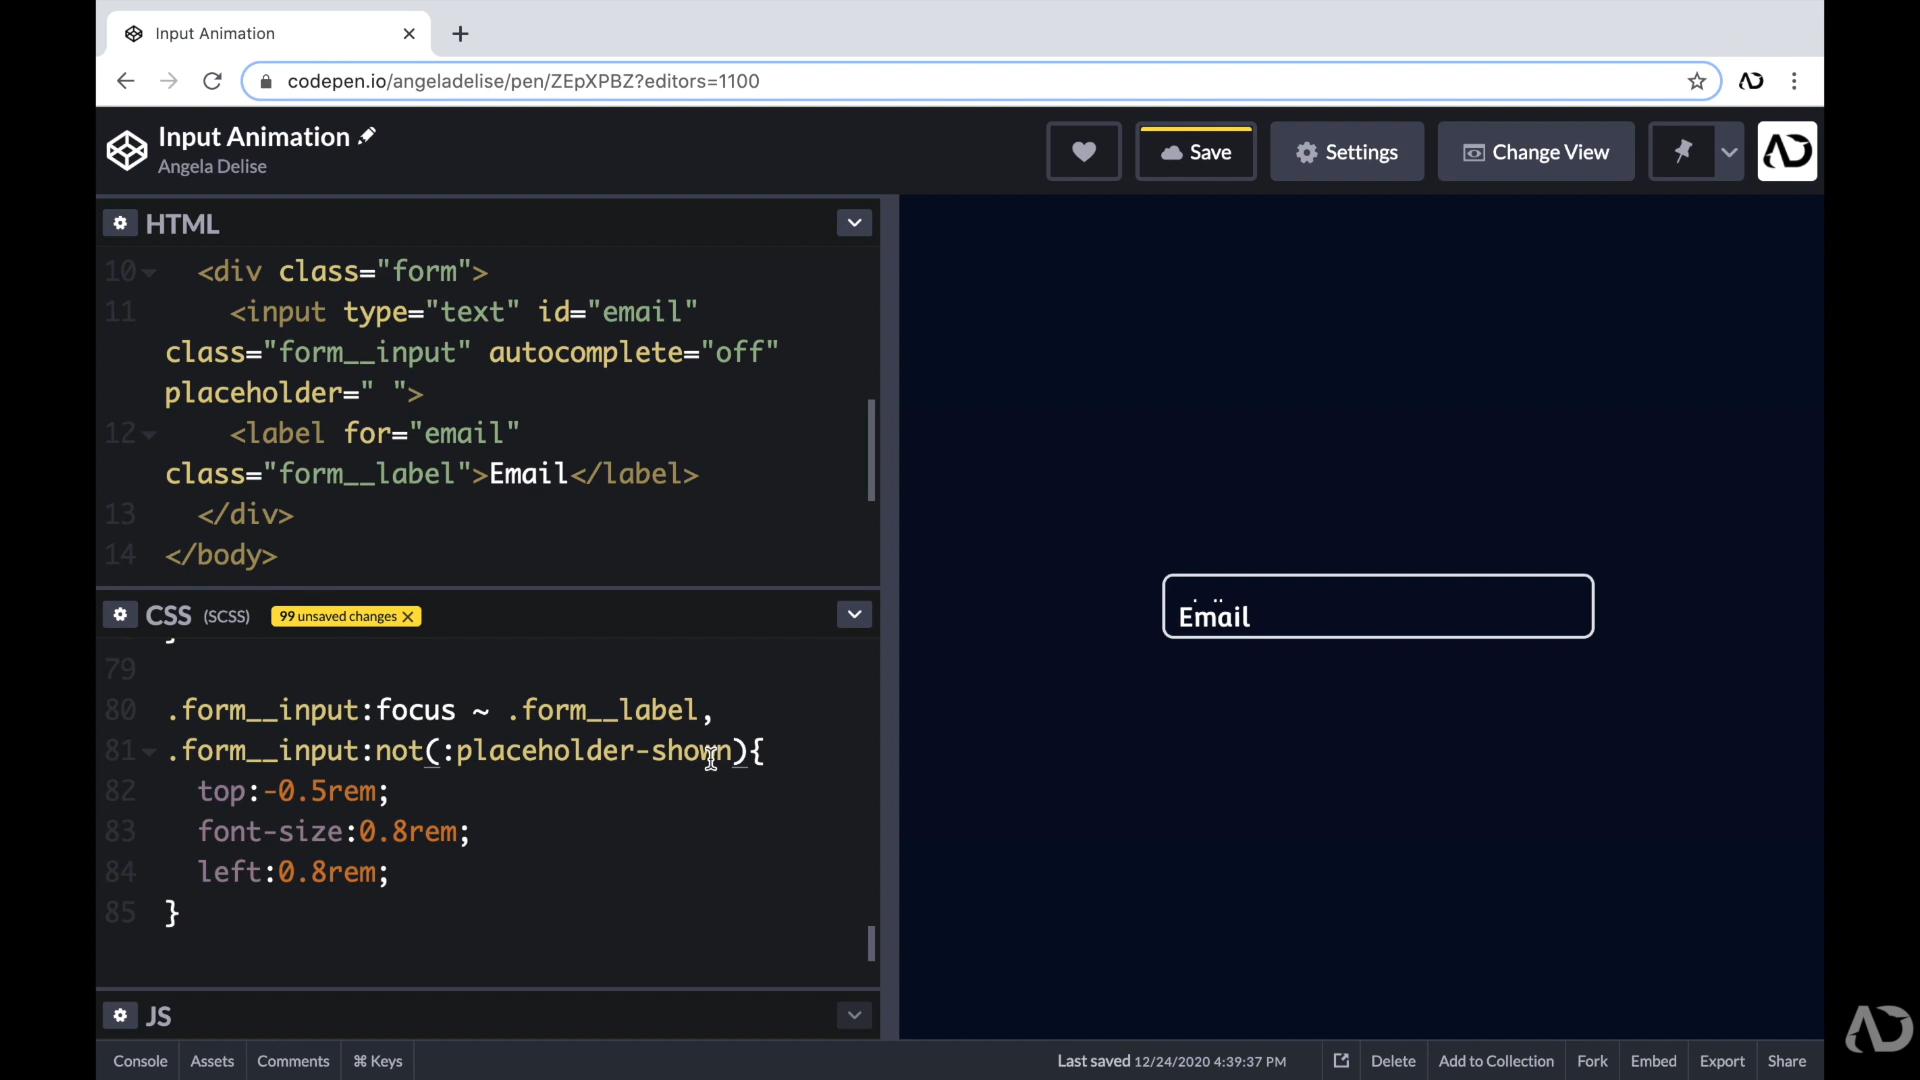 Input Animation
codepen.io/angeladelise/pen/ZEpXPBZ?editors=1100
Input Animation
Angela Delise
Save
Settings
Change View
HTML
10 <div class="form">
11 <input type="text" id="email"
class="form__input" autocomplete="off"
placeholder=" ">
12 <label for="email"
class="form__label">Email</label>
13 </div>
14 </body>
CSS (SCSS) 99 unsaved changes X
79
80 .form__input:focus ~ .form__label,
81 .form__input:not(:placeholder-shown){
82 top:-0.5rem;
83 font-size:0.8rem;
84 left:0.8rem;
85 }
Email
JS
Console Assets Comments ⌘ Keys
Last saved 12/24/2020 4:39:37 PM
Delete Add to Collection Fork Embed Export Share